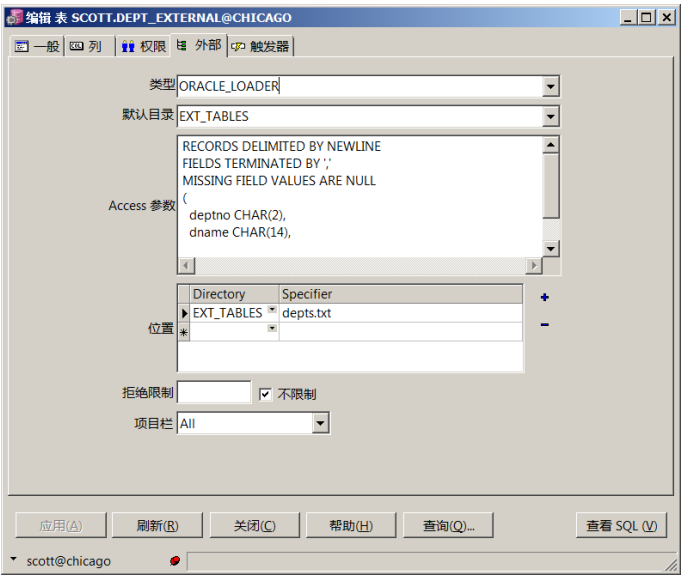 编辑 表 SCOTT.DEPT_EXTERNAL@CHICAGO
一般 列 权限 外部 触发器
类型 ORACLE_LOADER
默认目录 EXT_TABLES
RECORDS DELIMITED BY NEWLINE
FIELDS TERMINATED BY ','
MISSING FIELD VALUES ARE NULL
(
Access 参数
deptno CHAR(2),
dname CHAR(14),
Directory Specifier
EXT_TABLES depts.txt
位置
拒绝限制 不限制
项目栏 All
应用(A) 刷新(R) 关闭(C) 帮助(H) 查询(Q)... 查看 SQL (V)
scott@chicago